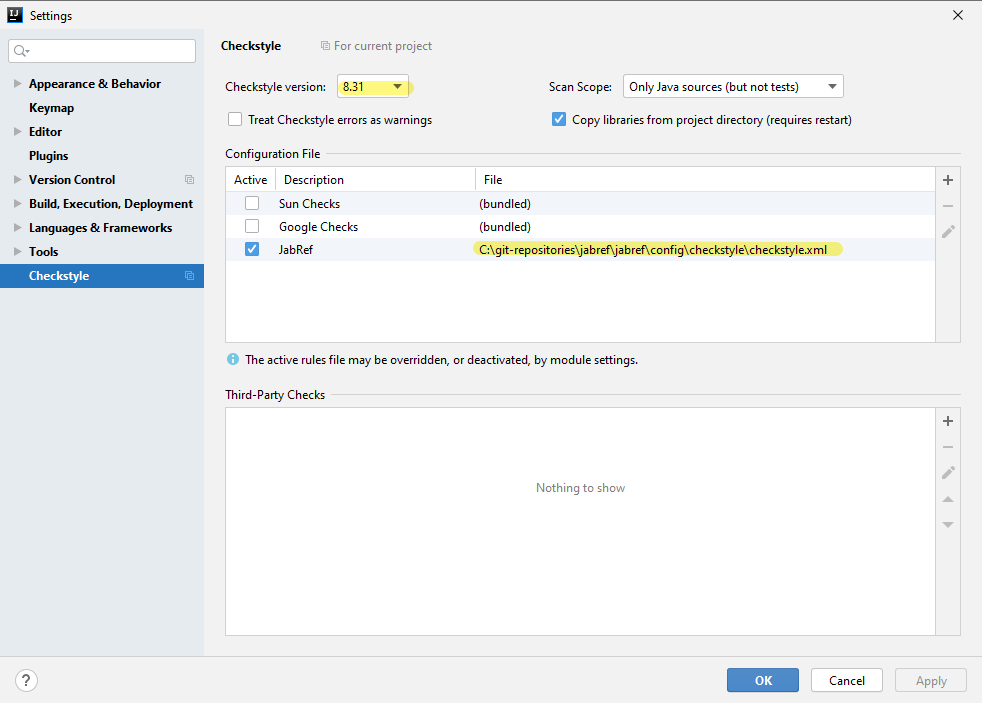 IJ Settings
Checkstyle For current project
Appearance & Behavior
Keymap
Editor
Plugins
Version Control
Build, Execution, Deployment
Languages & Frameworks
Tools
Checkstyle
Checkstyle version: 8.31 Scan Scope: Only Java sources (but not tests)
Treat Checkstyle errors as warnings Copy libraries from project directory (requires restart)
Configuration File
Active Description File
Sun Checks (bundled)
Google Checks (bundled)
JabRef C:\git-repositories\jabref\jabref\config\checkstyle\checkstyle.xml
The active rules file may be overridden, or deactivated, by module settings.
Third-Party Checks
Nothing to show
? OK Cancel Apply